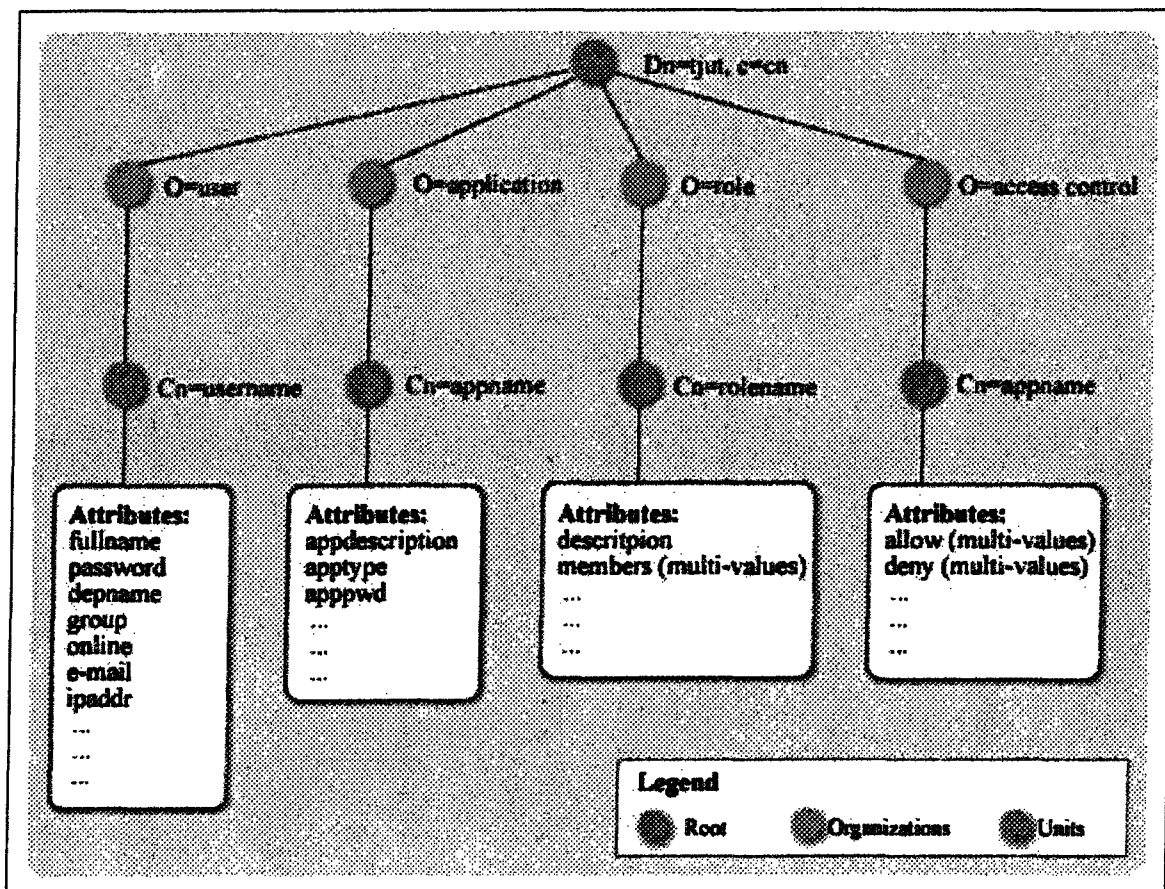 Dn=tjut, c=cn
O=user
O=application
O=role
O=access control
Cn=username
Cn=appname
Cn=rolename
Cn=appname
Attributes:
fullname
password
depname
group
online
e-mail
ipaddr
...
...
...
Attributes:
appdescription
apptype
apppwd
...
...
...
Attributes:
descritpion
members (multi-values)
...
...
...
Attributes:
allow (multi-values)
deny (multi-values)
...
...
...
Legend
Root
Organizations
Units